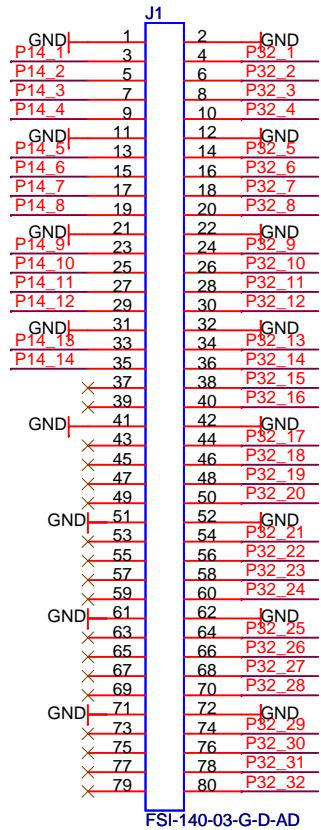 J1
GND 1 2 GND
P14_1 3 4 P32_1
P14_2 5 6 P32_2
P14_3 7 8 P32_3
P14_4 9 10 P32_4
GND 11 12 GND
P14_5 13 14 P32_5
P14_6 15 16 P32_6
P14_7 17 18 P32_7
P14_8 19 20 P32_8
GND 21 22 GND
P14_9 23 24 P32_9
P14_10 25 26 P32_10
P14_11 27 28 P32_11
P14_12 29 30 P32_12
GND 31 32 GND
P14_13 33 34 P32_13
P14_14 35 36 P32_14
37 38 P32_15
39 40 P32_16
GND 41 42 GND
43 44 P32_17
45 46 P32_18
47 48 P32_19
49 50 P32_20
GND 51 52 GND
53 54 P32_21
55 56 P32_22
57 58 P32_23
59 60 P32_24
GND 61 62 GND
63 64 P32_25
65 66 P32_26
67 68 P32_27
69 70 P32_28
GND 71 72 GND
73 74 P32_29
75 76 P32_30
77 78 P32_31
79 80 P32_32
FSI-140-03-G-D-AD